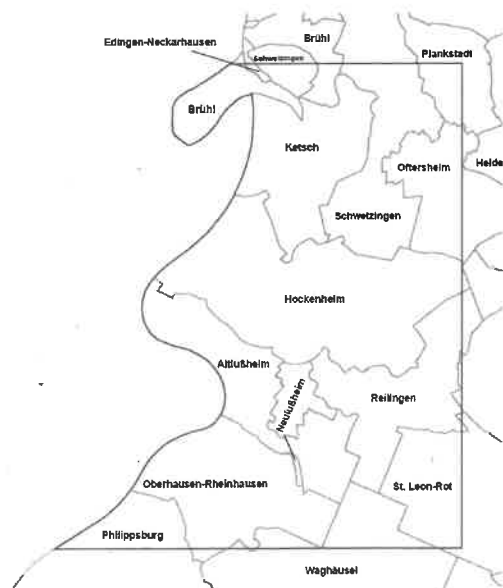 Brühl
Edingen-Neckarhausen
Plankstadt
Schwetzingen
Brühl
Ketsch
Oftersheim
Heide
Schwetzingen
Hockenheim
Altlußheim
Neulußheim
Reilingen
Oberhausen-Rheinhausen
St. Leon-Rot
Philippsburg
Waghäusel